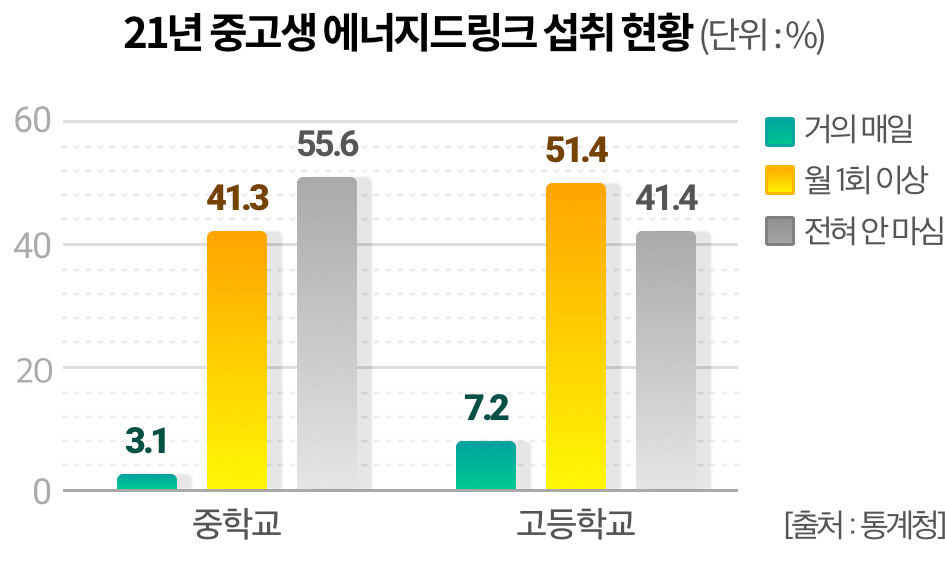 21년 중고생 에너지드링크 섭취 현황 (단위 : %)
60
40
20
0
55.6
41.3
3.1
51.4
41.4
7.2
중학교
고등학교
거의 매일
월 1회 이상
전혀 안 마심
[출처 : 통계청]